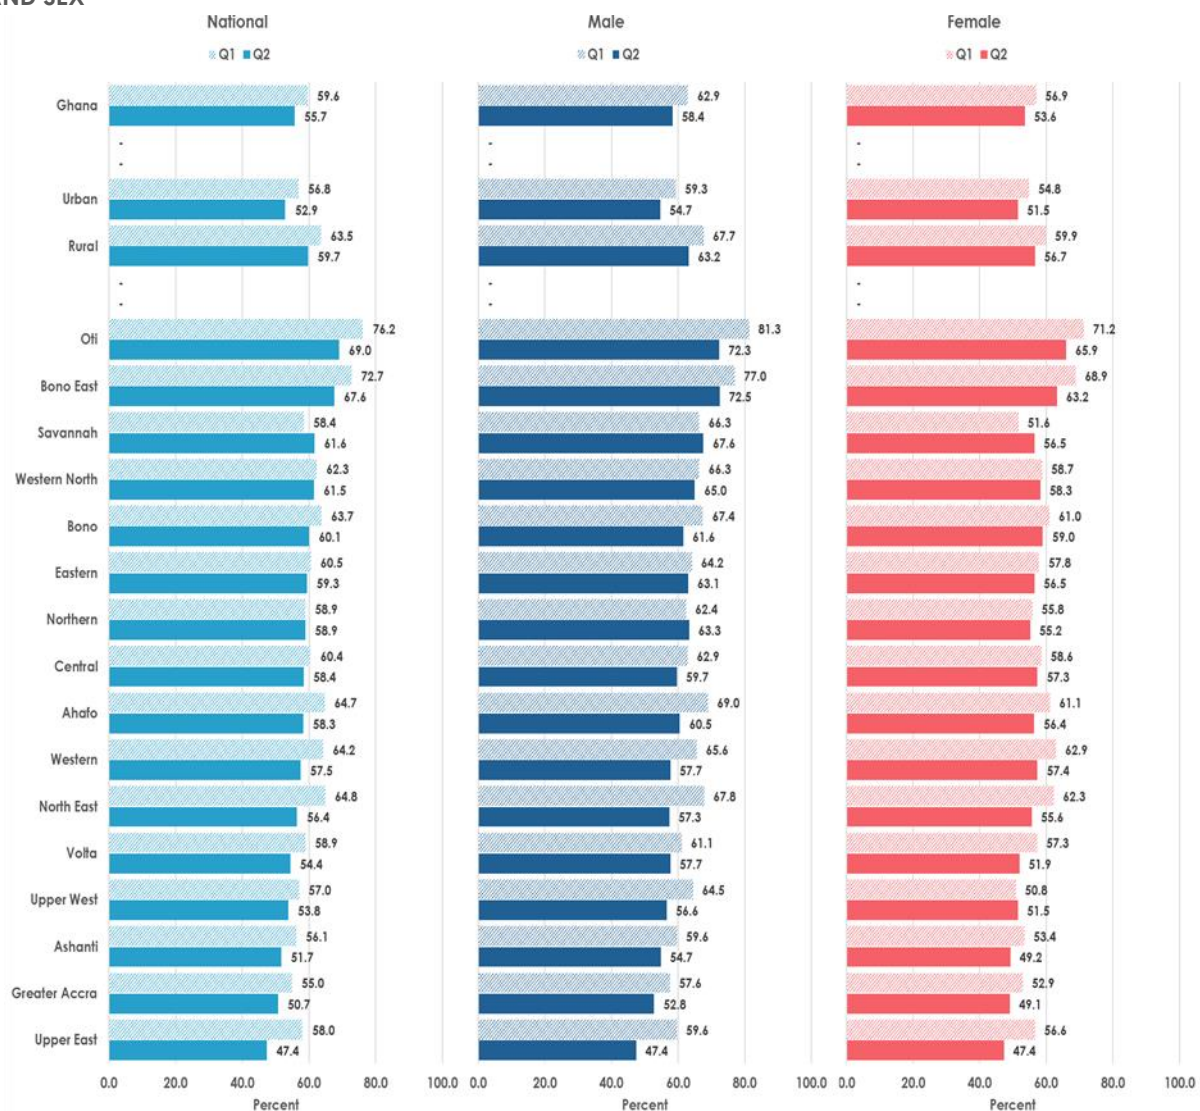 AND SEX
National Male Female
Q1 Q2 Q1 Q2 Q1 Q2
59.6 62.9 56.9
Ghana
55.7 58.4 53.6
- - -
- - -
56.8 59.3 54.8
Urban
52.9 54.7 51.5
63.5 67.7 59.9
Rural
59.7 63.2 56.7
- - -
- - -
76.2 81.3 71.2
Oti
69.0 72.3 65.9
72.7 77.0 68.9
Bono East
67.6 72.5 63.2
58.4 66.3 51.6
Savannah
61.6 67.6 56.5
62.3 66.3 58.7
Western North
61.5 65.0 58.3
63.7 67.4 61.0
Bono
60.1 61.6 59.0
60.5 64.2 57.8
Eastern
59.3 63.1 56.5
58.9 62.4 55.8
Northern
58.9 63.3 55.2
60.4 62.9 58.6
Central
58.4 59.7 57.3
64.7 69.0 61.1
Ahafo
58.3 60.5 56.4
64.2 65.6 62.9
Western
57.5 57.7 57.4
64.8 67.8 62.3
North East
56.4 57.3 55.6
58.9 61.1 57.3
Volta
54.4 57.7 51.9
57.0 64.5 50.8
Upper West
53.8 56.6 51.5
56.1 59.6 53.4
Ashanti
51.7 54.7 49.2
55.0 57.6 52.9
Greater Accra
50.7 52.8 49.1
58.0 59.6 56.6
Upper East
47.4 47.4 47.4
0.0 20.0 40.0 60.0 80.0 100.0 0.0 20.0 40.0 60.0 80.0 100.0 0.0 20.0 40.0 60.0 80.0 100.0
Percent Percent Percent